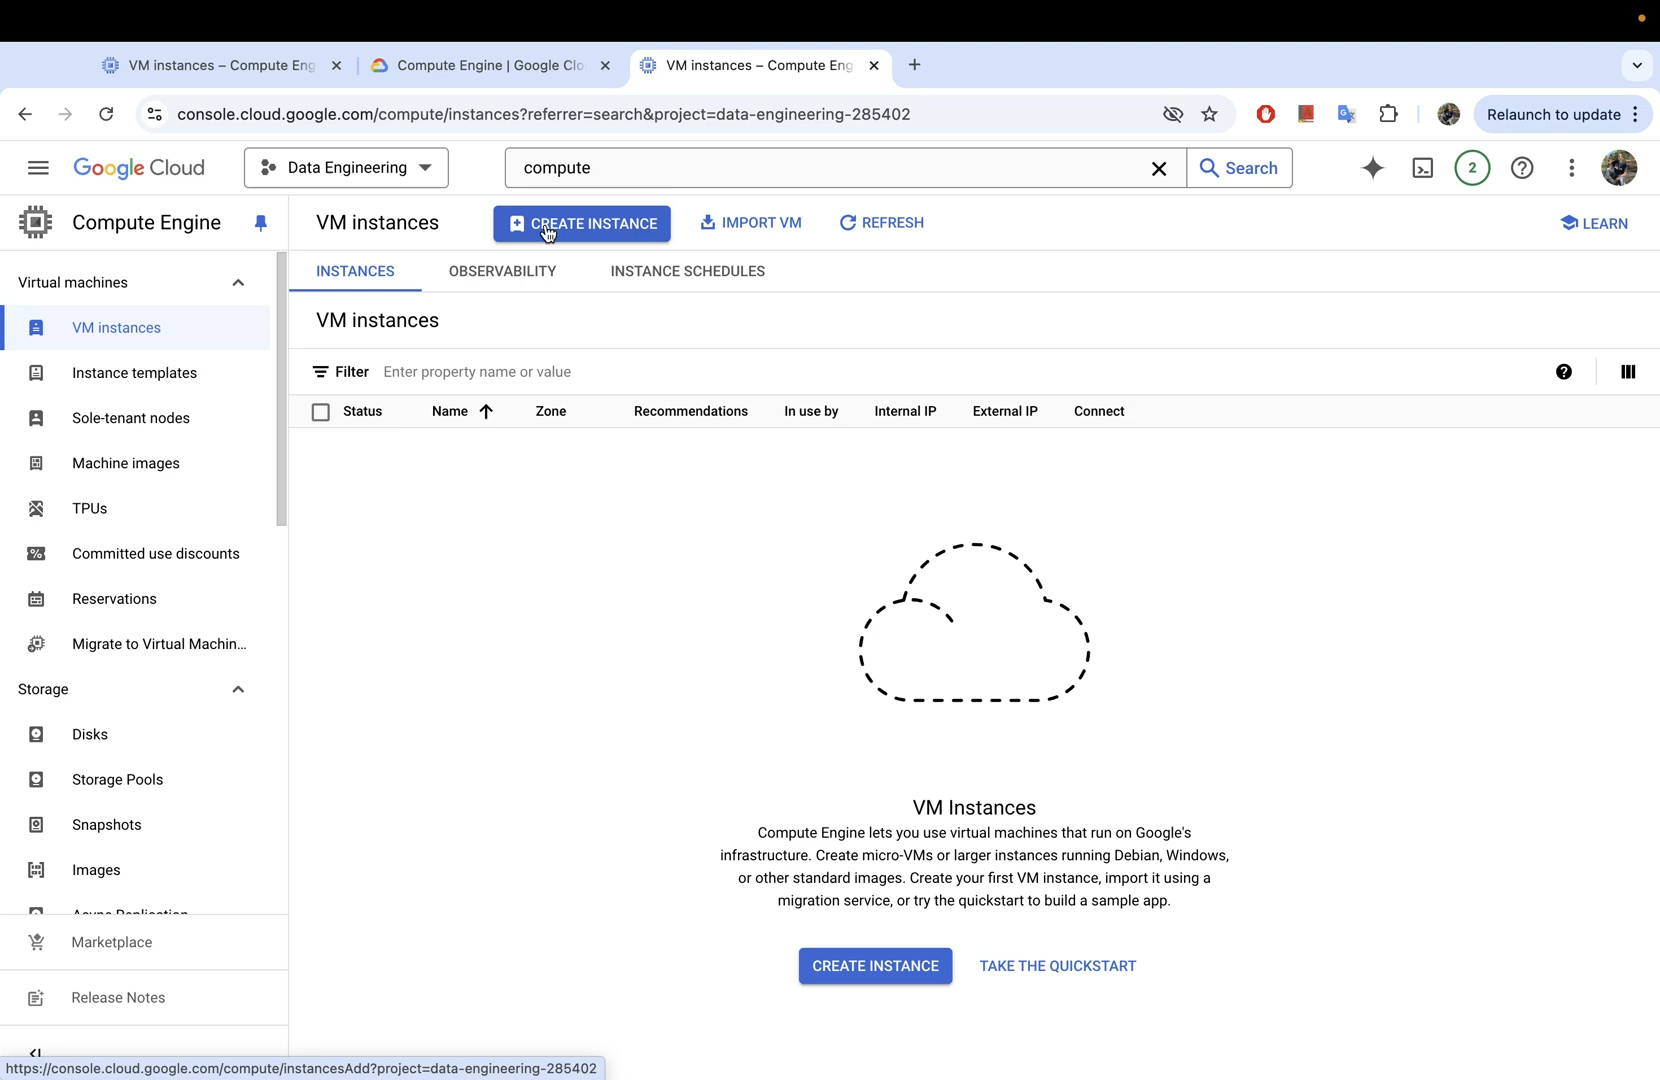 VM instances – Compute Eng
Compute Engine | Google Clo
VM instances – Compute Eng
console.cloud.google.com/compute/instances?referrer=search&project=data-engineering-285402
Relaunch to update
Google Cloud
Data Engineering
compute
Search
2
Compute Engine
VM instances
CREATE INSTANCE
IMPORT VM
REFRESH
LEARN
Virtual machines
VM instances
Instance templates
Sole-tenant nodes
Machine images
TPUs
Committed use discounts
Reservations
Migrate to Virtual Machin...
Storage
Disks
Storage Pools
Snapshots
Images
Async Replication
Marketplace
Release Notes
INSTANCES
OBSERVABILITY
INSTANCE SCHEDULES
VM instances
Filter
Enter property name or value
Status
Name
Zone
Recommendations
In use by
Internal IP
External IP
Connect
VM Instances
Compute Engine lets you use virtual machines that run on Google's
infrastructure. Create micro-VMs or larger instances running Debian, Windows,
or other standard images. Create your first VM instance, import it using a
migration service, or try the quickstart to build a sample app.
CREATE INSTANCE
TAKE THE QUICKSTART
https://console.cloud.google.com/compute/instancesAdd?project=data-engineering-285402